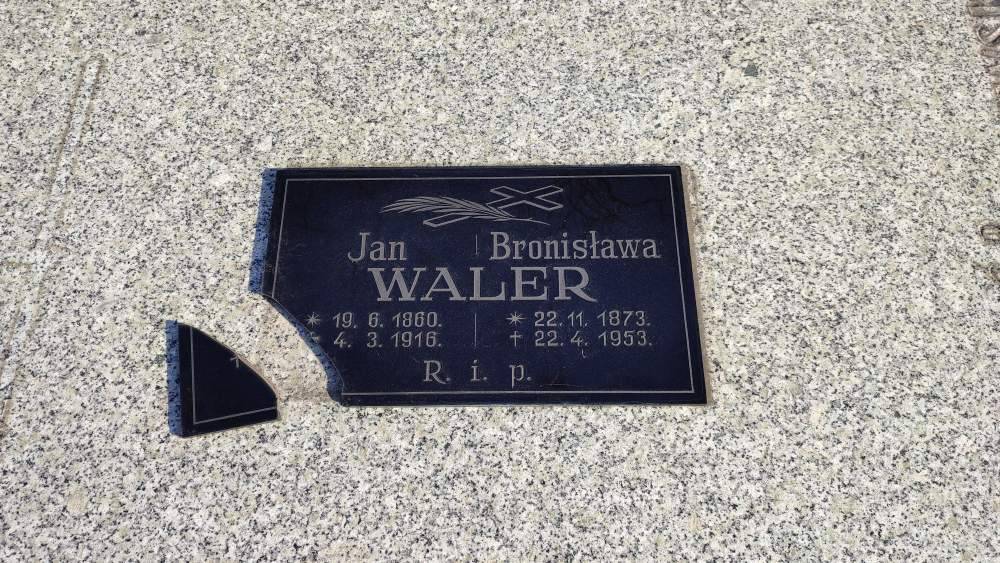 Jan | Bronisława
WALER
* 19. 6. 1860. | * 22. 11. 1873.
† 4. 3. 1916. | † 22. 4. 1953.
R. i. p.